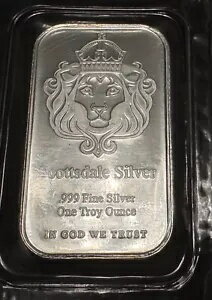 Scottsdale Silver
.999 Fine Silver
One Troy Ounce
IN GOD WE TRUST